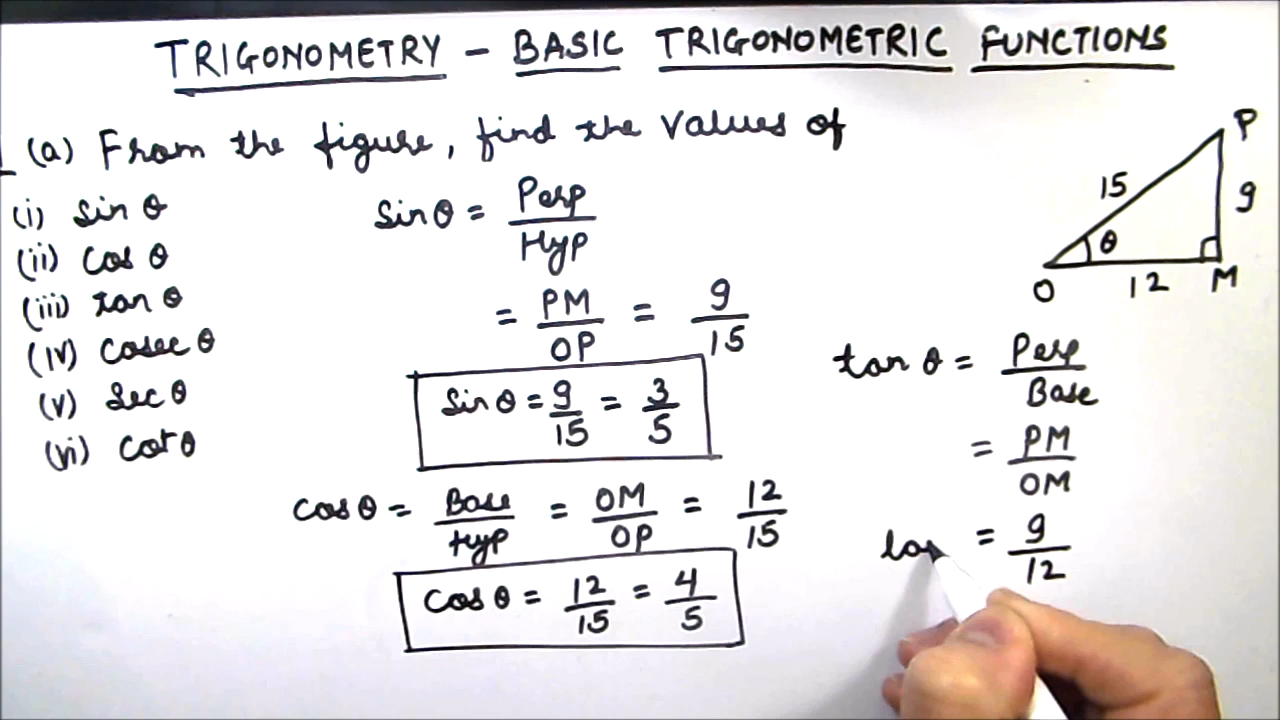 TRIGONOMETRY - BASIC TRIGONOMETRIC FUNCTIONS
(a) From the figure, find the values of
(i) sin θ
(ii) cos θ
(iii) tan θ
(iv) cosec θ
(v) sec θ
(vi) cot θ
sin θ = Perp / Hyp
= PM / OP = 9 / 15
sin θ = 9 / 15 = 3 / 5
cos θ = Base / Hyp = OM / OP = 12 / 15
cos θ = 12 / 15 = 4 / 5
P
15
9
θ
O
12
M
tan θ = Perp / Base
= PM / OM
= 9 / 12